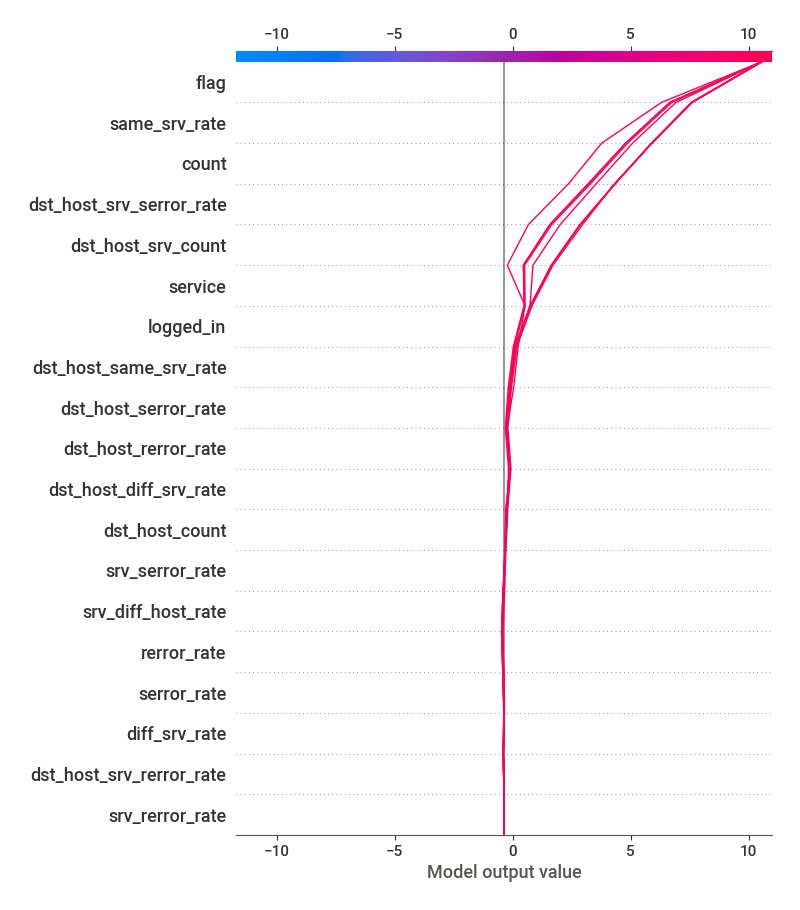 −10 −5 0 5 10
flag
same_srv_rate
count
dst_host_srv_serror_rate
dst_host_srv_count
service
logged_in
dst_host_same_srv_rate
dst_host_serror_rate
dst_host_rerror_rate
dst_host_diff_srv_rate
dst_host_count
srv_serror_rate
srv_diff_host_rate
rerror_rate
serror_rate
diff_srv_rate
dst_host_srv_rerror_rate
srv_rerror_rate
−10 −5 0 5 10
Model output value